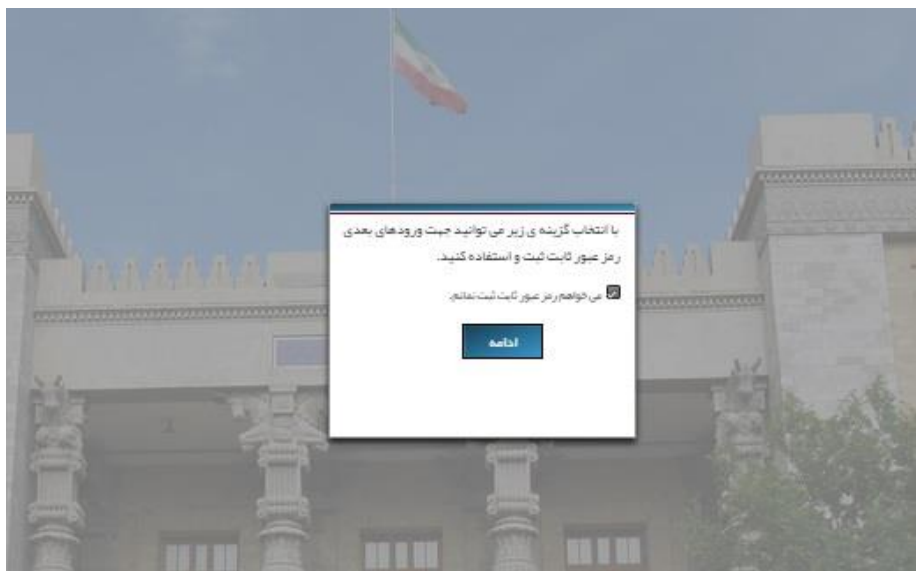 با انتخاب گزینه ی زیر می توانید جهت ورودهای بعدی
رمز عبور ثابت ثبت و استفاده کنید.
می خواهم رمز عبور ثابت ثبت نمائم.
ادامه